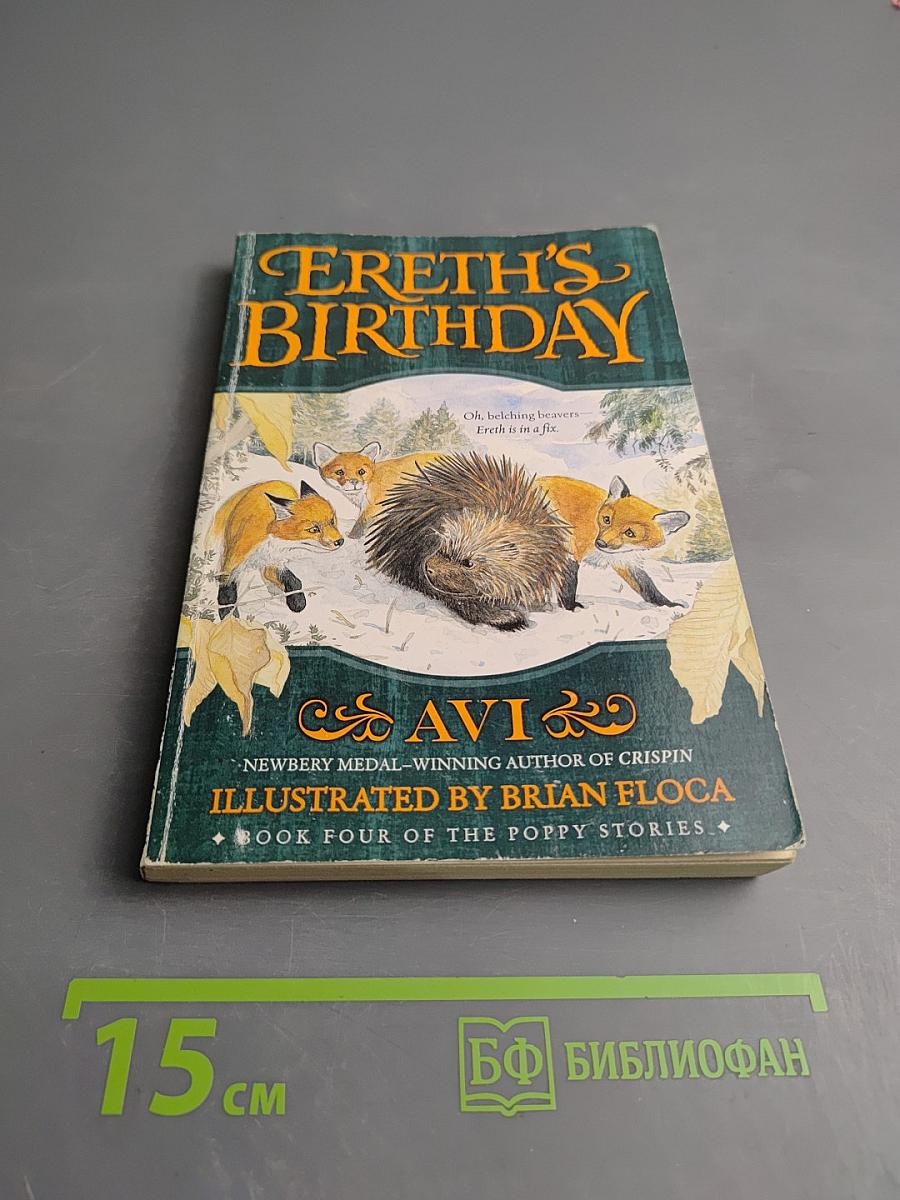 ERETH'S
BIRTHDAY
Oh, belching beavers—
Ereth is in a fix.
AVI
NEWBERY MEDAL–WINNING AUTHOR OF CRISPIN
ILLUSTRATED BY BRIAN FLOCA
BOOK FOUR OF THE POPPY STORIES
15 см
БФ БИБЛИОФАН